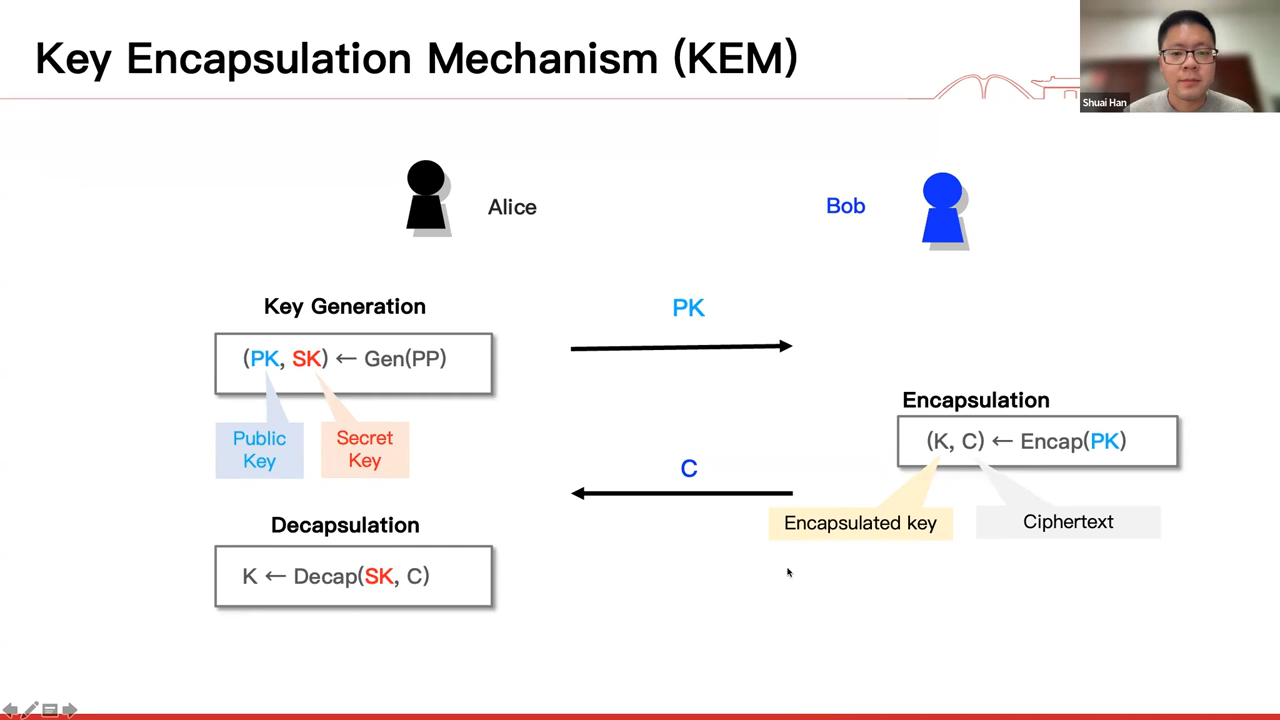 Key Encapsulation Mechanism (KEM)
Shuai Han
Alice
Bob
Key Generation
PK
(PK, SK) ← Gen(PP)
Public
Key
Secret
Key
Encapsulation
(K, C) ← Encap(PK)
C
Encapsulated key
Ciphertext
Decapsulation
K ← Decap(SK, C)